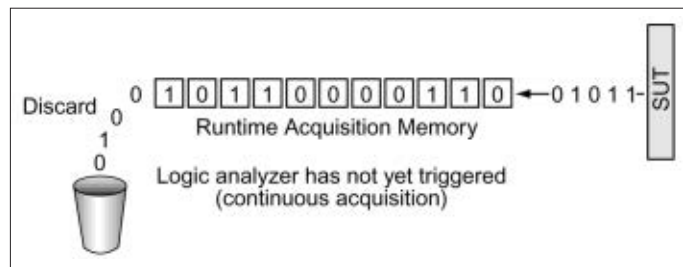 0 1 0 1 1 0 0 0 0 1 1 0 0 1 0 1 1 SUT
Discard
0
1
0
Runtime Acquisition Memory
Logic analyzer has not yet triggered
(continuous acquisition)